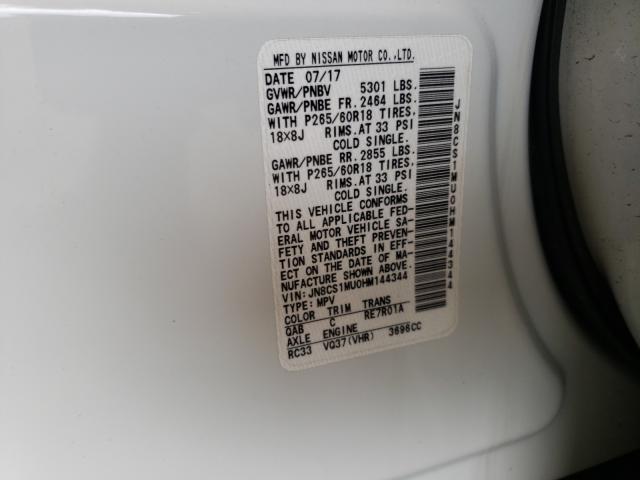 MFD BY NISSAN MOTOR CO.,LTD.
DATE 07/17
GVWR/PNBV 5301 LBS.
GAWR/PNBE FR. 2464 LBS.
WITH P265/60R18 TIRES,
18X8J RIMS.AT 33 PSI
COLD SINGLE.
GAWR/PNBE RR. 2855 LBS.
WITH P265/60R18 TIRES,
18X8J RIMS.AT 33 PSI
COLD SINGLE.
THIS VEHICLE CONFORMS
TO ALL APPLICABLE FED-
ERAL MOTOR VEHICLE SA-
FETY AND THEFT PREVEN-
TION STANDARDS IN EFF-
ECT ON THE DATE OF MA-
NUFACTURE SHOWN ABOVE.
VIN: JN8CS1MU0HM144344
TYPE: MPV
COLOR TRIM TRANS
QAB C RE7R01A
AXLE ENGINE
RC33 VQ37(VHR) 3696CC
JN8CS1MU0HM144344